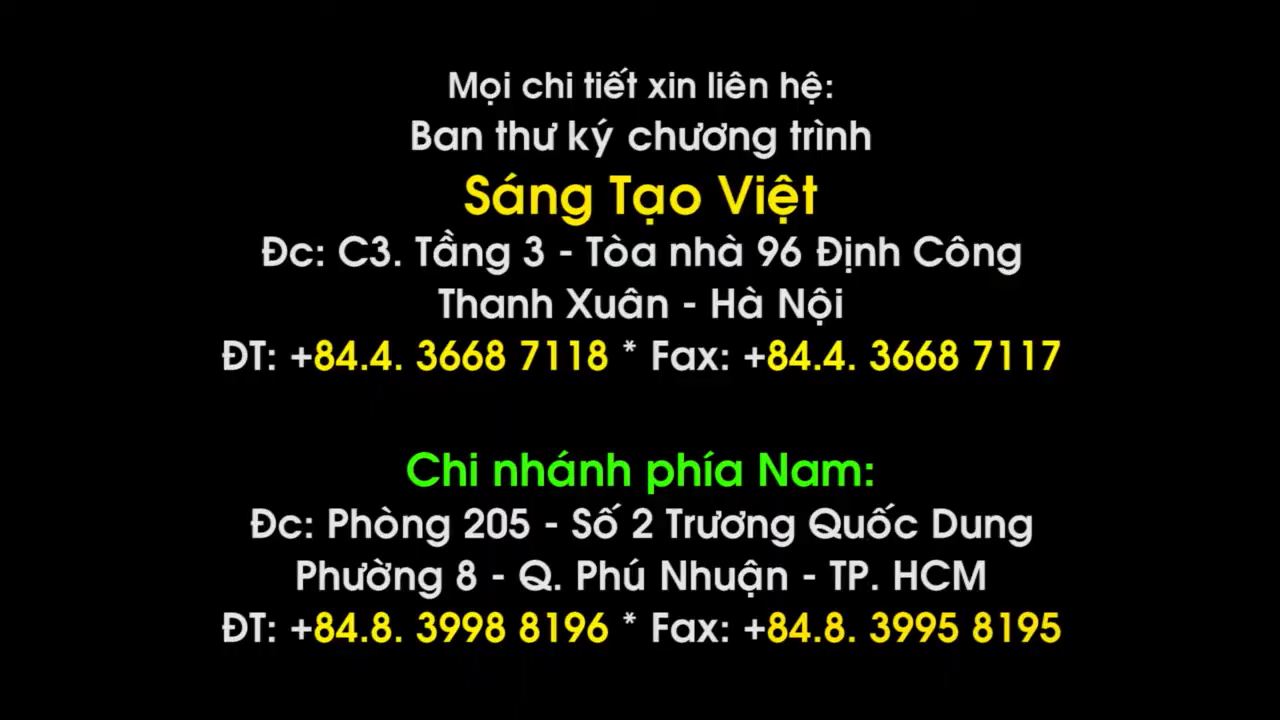 Mọi chi tiết xin liên hệ:
Ban thư ký chương trình
Sáng Tạo Việt
Đc: C3. Tầng 3 - Tòa nhà 96 Định Công
Thanh Xuân - Hà Nội
ĐT: +84.4. 3668 7118 * Fax: +84.4. 3668 7117
Chi nhánh phía Nam:
Đc: Phòng 205 - Số 2 Trương Quốc Dung
Phường 8 - Q. Phú Nhuận - TP. HCM
ĐT: +84.8. 3998 8196 * Fax: +84.8. 3995 8195